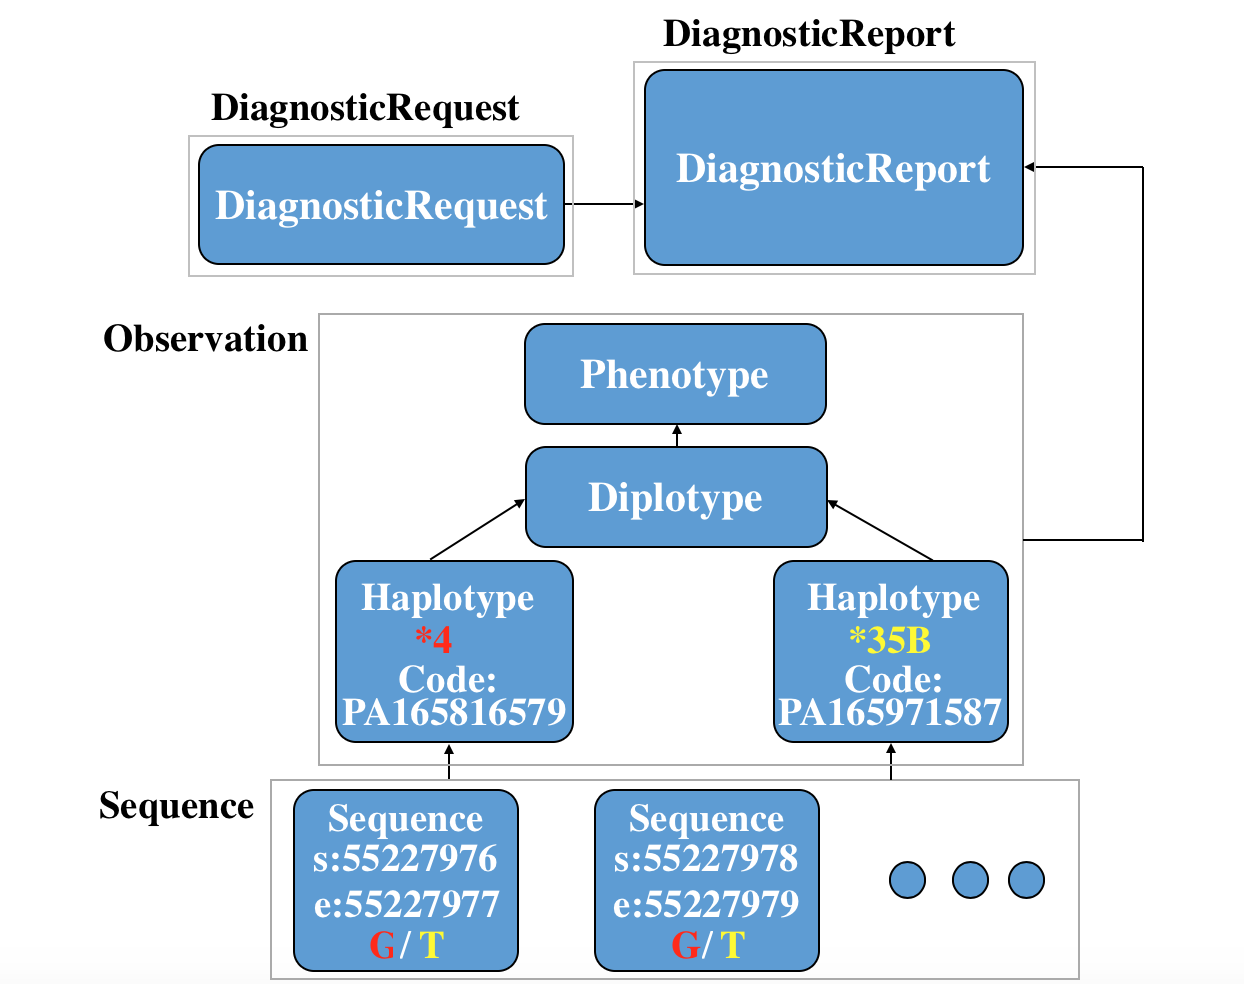 DiagnosticReport
DiagnosticRequest
DiagnosticReport
DiagnosticRequest
Observation
Phenotype
Diplotype
Haplotype
*4
Code:
PA165816579
Haplotype
*35B
Code:
PA165971587
Sequence
Sequence
s:55227976
e:55227977
G/ T
Sequence
s:55227978
e:55227979
G/ T